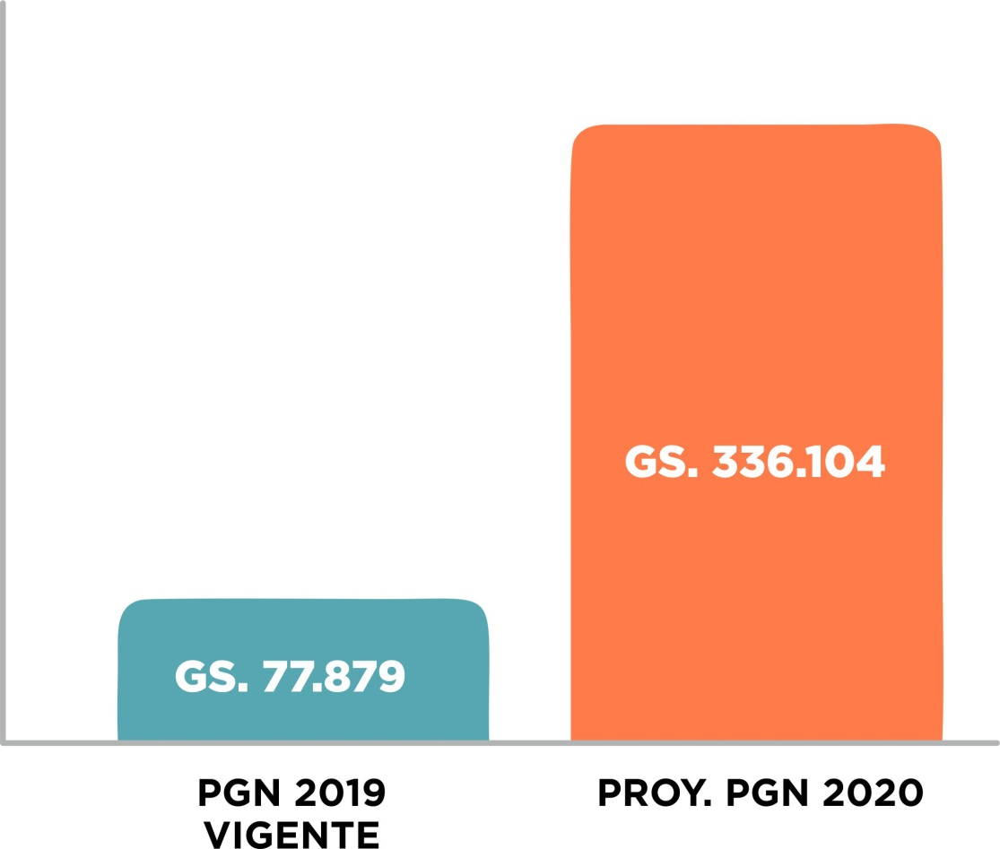 GS. 336.104
GS. 77.879
PGN 2019
VIGENTE
PROY. PGN 2020